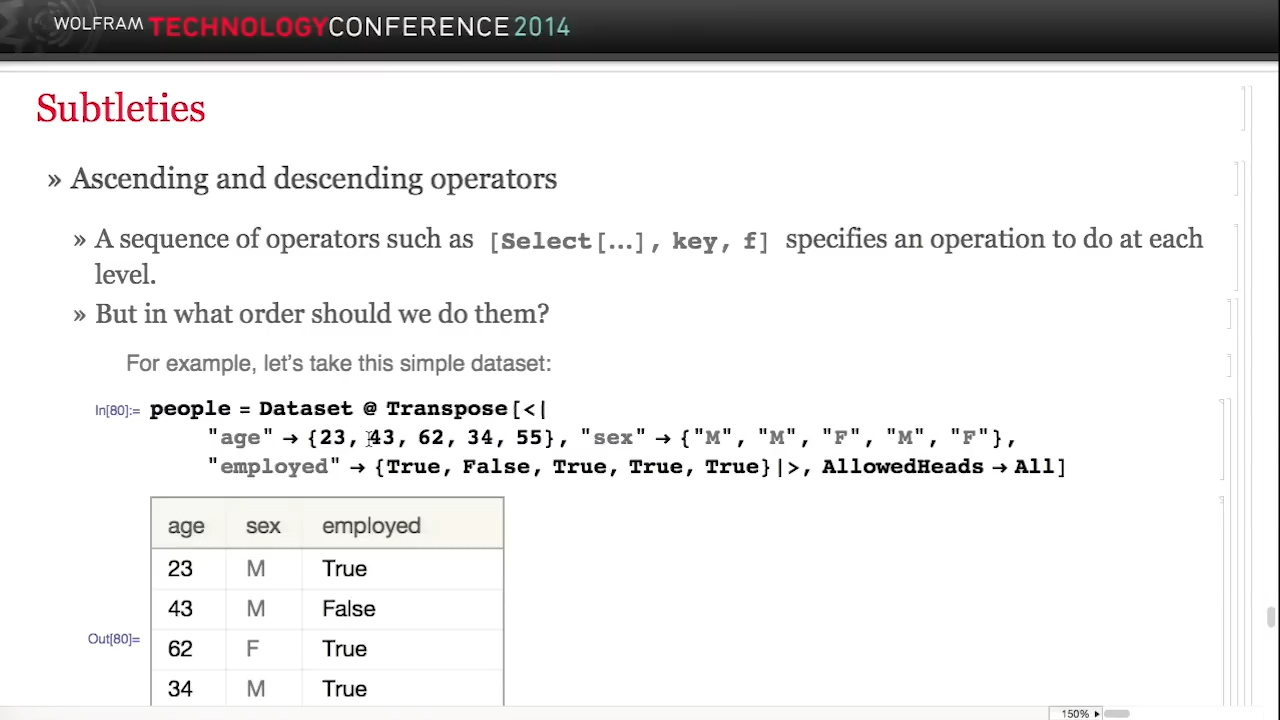 WOLFRAM TECHNOLOGYCONFERENCE 2014
Subtleties
» Ascending and descending operators
» A sequence of operators such as [Select[…], key, f] specifies an operation to do at each
level.
» But in what order should we do them?
For example, let's take this simple dataset:
In[80]:= people = Dataset @ Transpose[<|
"age" → {23, 43, 62, 34, 55}, "sex" → {"M", "M", "F", "M", "F"},
"employed" → {True, False, True, True, True}|>, AllowedHeads → All]
age sex employed
23 M True
43 M False
Out[80]=
62 F True
34 M True
150%